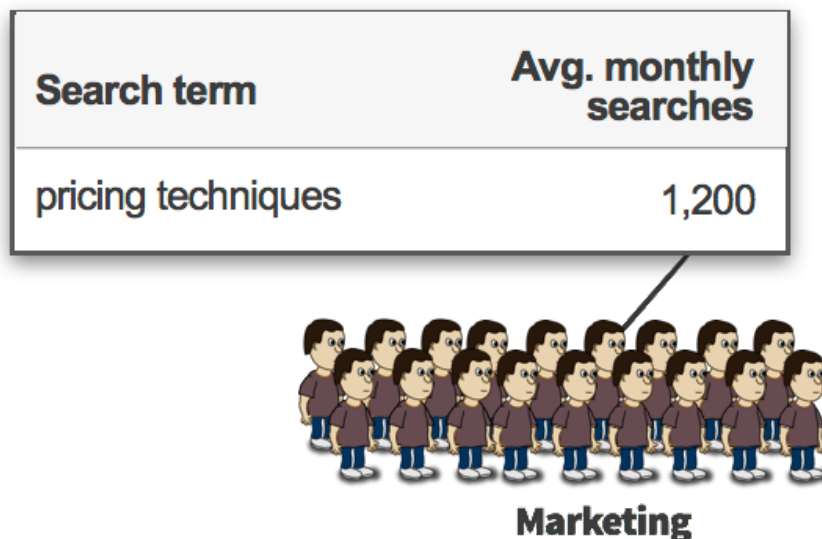 Search term
Avg. monthly
searches
pricing techniques
1,200
Marketing